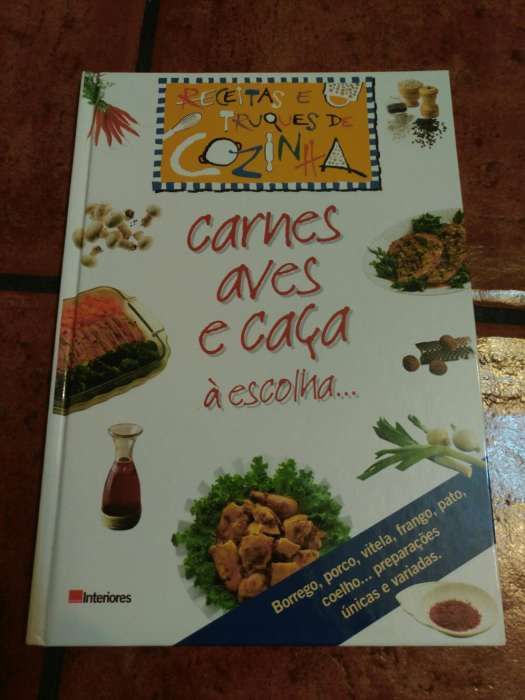 RECEITAS E
TRUQUES DE
COZINHA
carnes
aves
e caça
à escolha...
Borrego, porco, vitela, frango, pato,
coelho... preparações
únicas e variadas.
Interiores